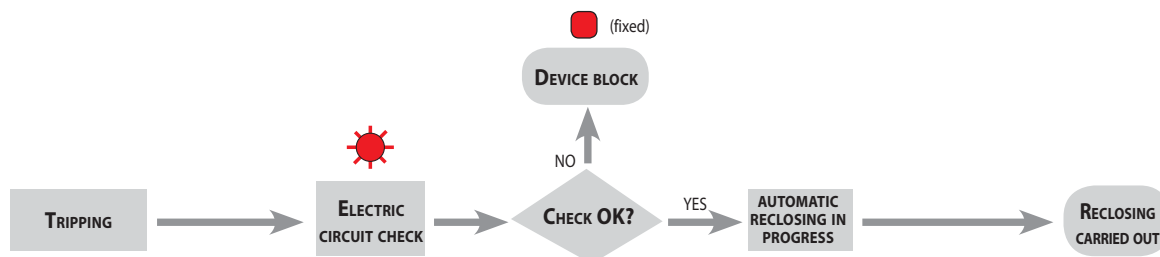 (fixed)
DEVICE BLOCK
NO
TRIPPING
ELECTRIC
CIRCUIT CHECK
CHECK OK?
YES
AUTOMATIC
RECLOSING IN
PROGRESS
RECLOSING
CARRIED OUT